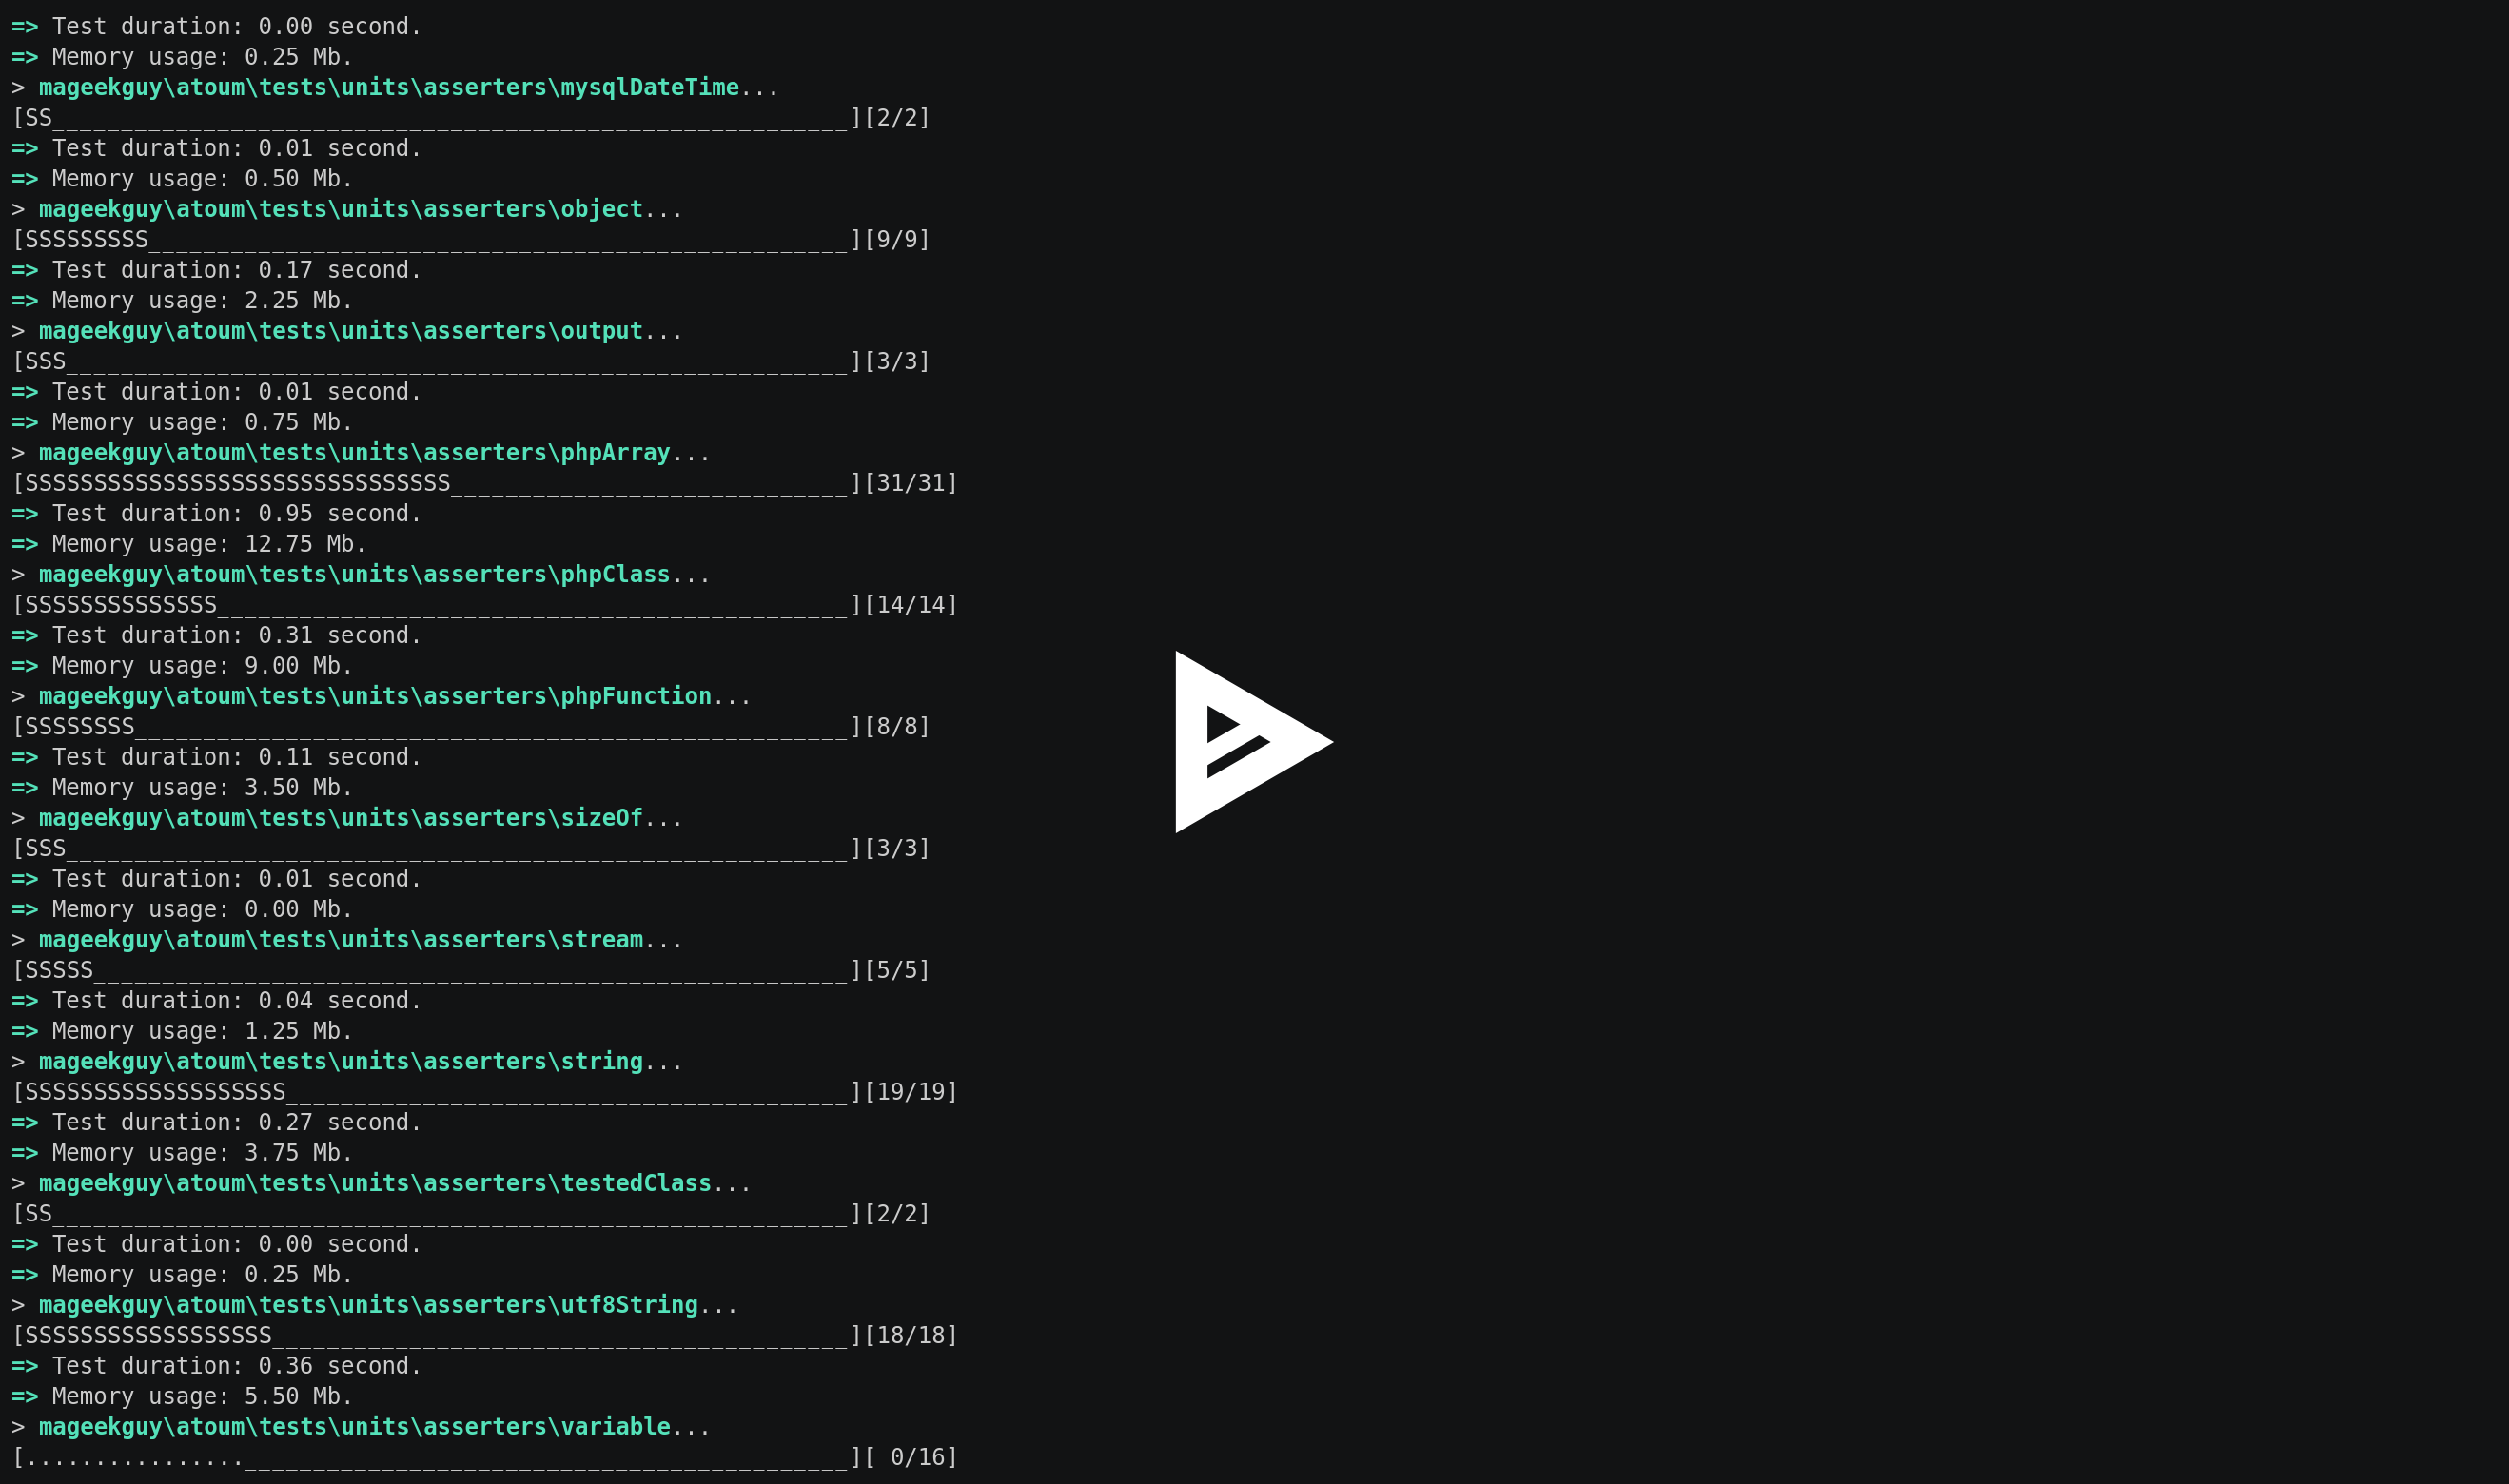 => Test duration: 0.00 second.
=> Memory usage: 0.25 Mb.
> mageekguy\atoum\tests\units\asserters\mysqlDateTime...
[SS__________________________________________________________][2/2]
=> Test duration: 0.01 second.
=> Memory usage: 0.50 Mb.
> mageekguy\atoum\tests\units\asserters\object...
[SSSSSSSSS___________________________________________________][9/9]
=> Test duration: 0.17 second.
=> Memory usage: 2.25 Mb.
> mageekguy\atoum\tests\units\asserters\output...
[SSS_________________________________________________________][3/3]
=> Test duration: 0.01 second.
=> Memory usage: 0.75 Mb.
> mageekguy\atoum\tests\units\asserters\phpArray...
[SSSSSSSSSSSSSSSSSSSSSSSSSSSSSSS_____________________________][31/31]
=> Test duration: 0.95 second.
=> Memory usage: 12.75 Mb.
> mageekguy\atoum\tests\units\asserters\phpClass...
[SSSSSSSSSSSSSS______________________________________________][14/14]
=> Test duration: 0.31 second.
=> Memory usage: 9.00 Mb.
> mageekguy\atoum\tests\units\asserters\phpFunction...
[SSSSSSSS____________________________________________________][8/8]
=> Test duration: 0.11 second.
=> Memory usage: 3.50 Mb.
> mageekguy\atoum\tests\units\asserters\sizeOf...
[SSS_________________________________________________________][3/3]
=> Test duration: 0.01 second.
=> Memory usage: 0.00 Mb.
> mageekguy\atoum\tests\units\asserters\stream...
[SSSSS_______________________________________________________][5/5]
=> Test duration: 0.04 second.
=> Memory usage: 1.25 Mb.
> mageekguy\atoum\tests\units\asserters\string...
[SSSSSSSSSSSSSSSSSSS_________________________________________][19/19]
=> Test duration: 0.27 second.
=> Memory usage: 3.75 Mb.
> mageekguy\atoum\tests\units\asserters\testedClass...
[SS__________________________________________________________][2/2]
=> Test duration: 0.00 second.
=> Memory usage: 0.25 Mb.
> mageekguy\atoum\tests\units\asserters\utf8String...
[SSSSSSSSSSSSSSSSSS__________________________________________][18/18]
=> Test duration: 0.36 second.
=> Memory usage: 5.50 Mb.
> mageekguy\atoum\tests\units\asserters\variable...
[................____________________________________________][ 0/16]